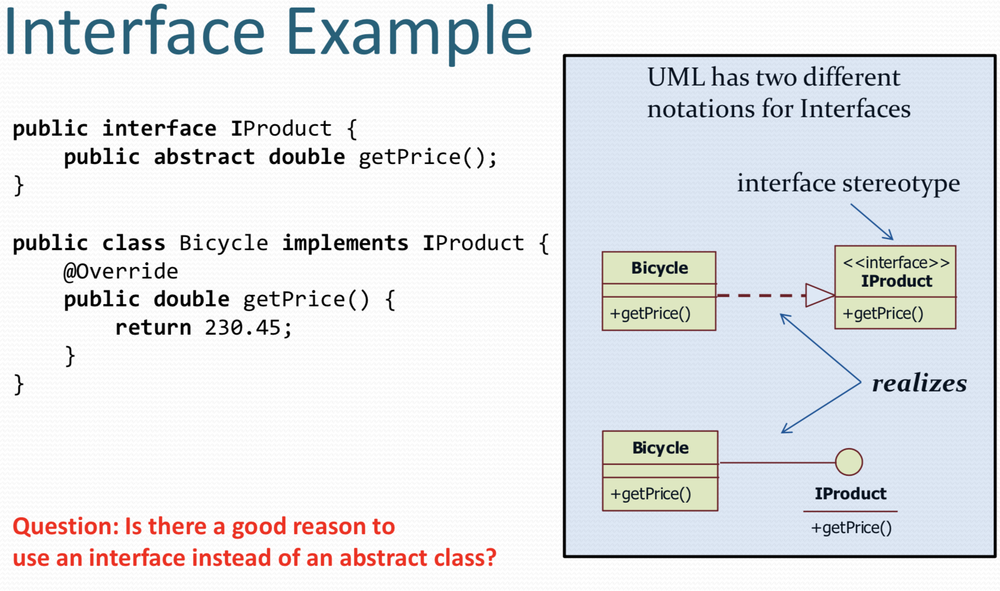 Interface Example
public interface IProduct {
    public abstract double getPrice();
}
public class Bicycle implements IProduct {
    @Override
    public double getPrice() {
        return 230.45;
    }
}
Question: Is there a good reason to
use an interface instead of an abstract class?
UML has two different
notations for Interfaces
interface stereotype
Bicycle
+getPrice()
<<interface>>
IProduct
+getPrice()
realizes
Bicycle
+getPrice()
IProduct
+getPrice()